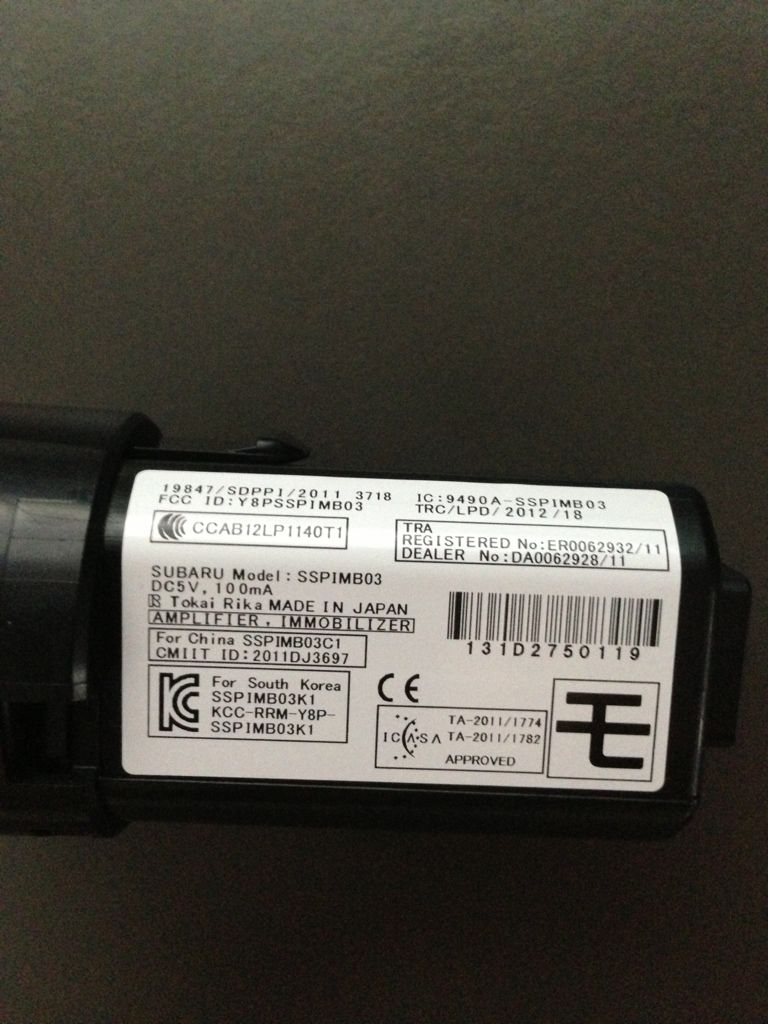 19847/SDPPI/2011 3718
FCC ID:Y8PSSPIMB03
IC:9490A-SSPIMB03
TRC/LPD/2012/18
CCAB12LP1140T1
TRA
REGISTERED No:ER0062932/11
DEALER No:DA0062928/11
SUBARU Model:SSPIMB03
DC5V, 100mA
Tokai Rika MADE IN JAPAN
AMPLIFIER, IMMOBILIZER
131D2750119
For China SSPIMB03C1
CMIIT ID:2011DJ3697
For South Korea
SSPIMB03K1
KCC-RRM-Y8P-
SSPIMB03K1
CE
ICASA
TA-2011/1774
TA-2011/1782
APPROVED